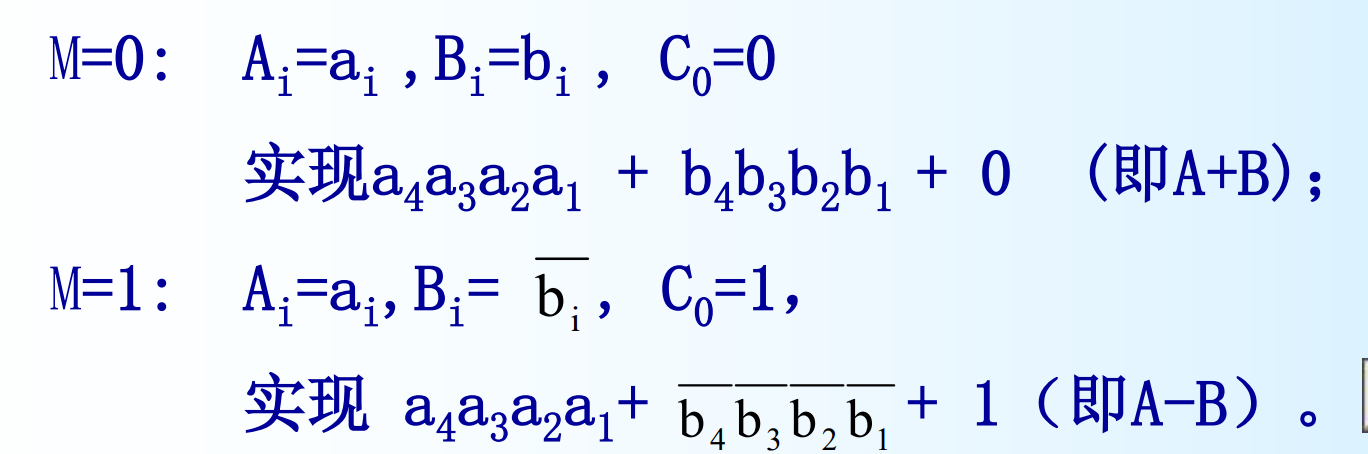 M=0: Aᵢ=aᵢ ,Bᵢ=bᵢ , C₀=0
实现a₄a₃a₂a₁ + b₄b₃b₂b₁ + 0 (即A+B);
M=1: Aᵢ=aᵢ,Bᵢ= b̅ᵢ, C₀=1,
实现 a₄a₃a₂a₁+ b̅₄b̅₃b̅₂b̅₁ + 1（即A-B）。